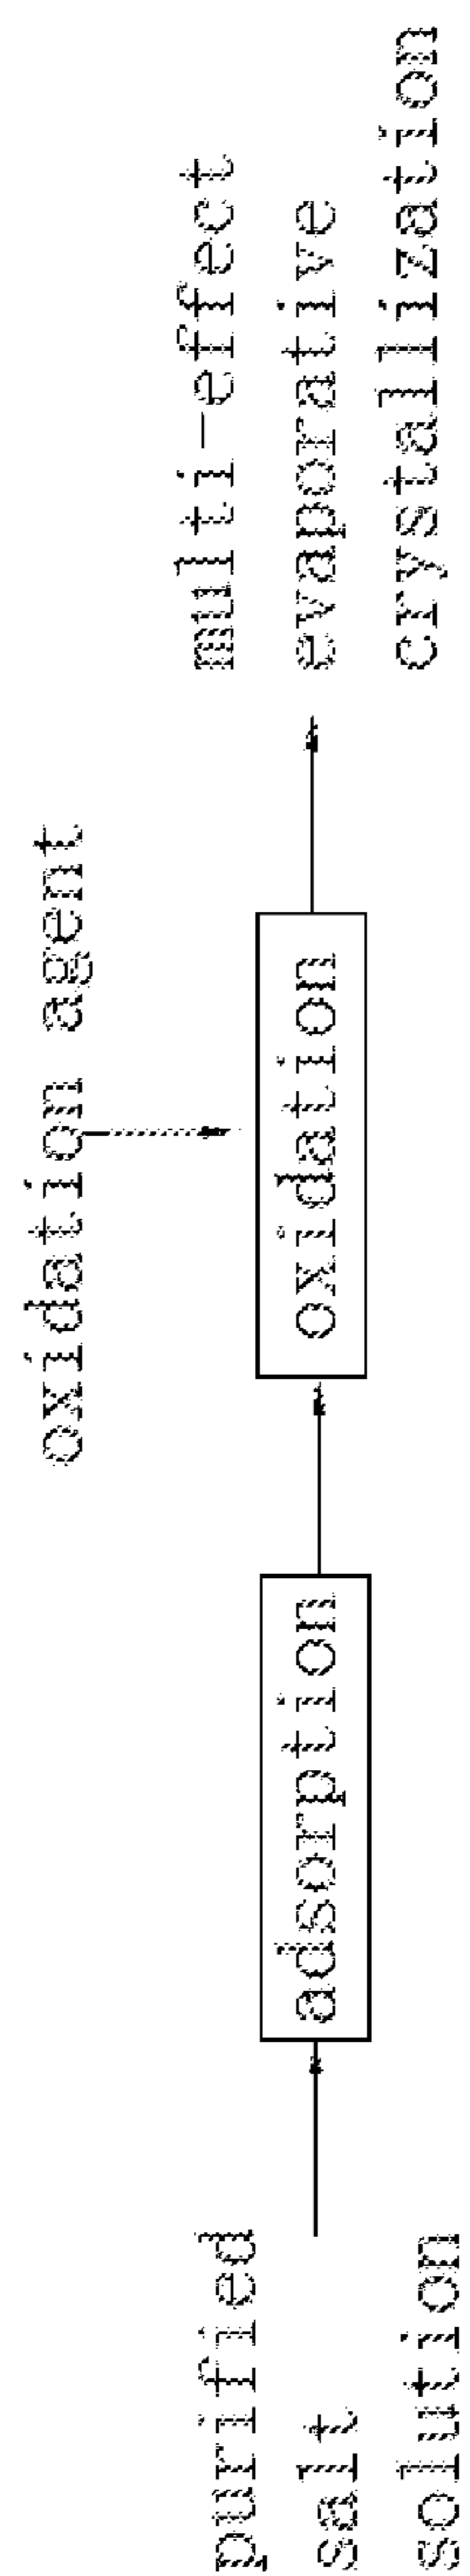 oxidation agent
purified
salt
solution
adsorption
oxidation
multi-effect
evaporative
crystallization